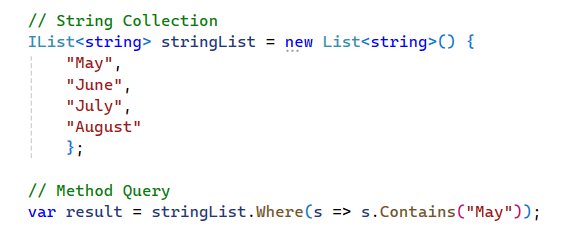 // String Collection
IList<string> stringList = new List<string>() {
    "May",
    "June",
    "July",
    "August"
    };

// Method Query
var result = stringList.Where(s => s.Contains("May"));